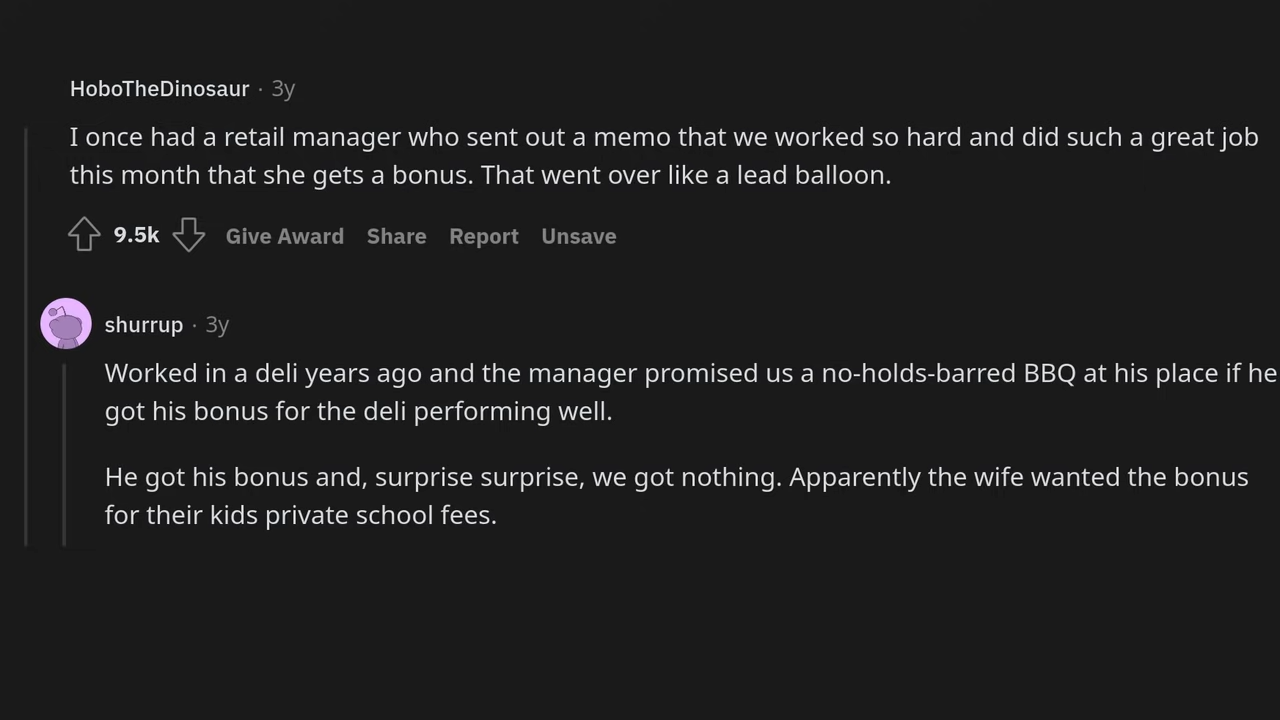 HoboTheDinosaur · 3y
I once had a retail manager who sent out a memo that we worked so hard and did such a great job
this month that she gets a bonus. That went over like a lead balloon.
9.5k Give Award Share Report Unsave
shurrup · 3y
Worked in a deli years ago and the manager promised us a no-holds-barred BBQ at his place if he
got his bonus for the deli performing well.
He got his bonus and, surprise surprise, we got nothing. Apparently the wife wanted the bonus
for their kids private school fees.